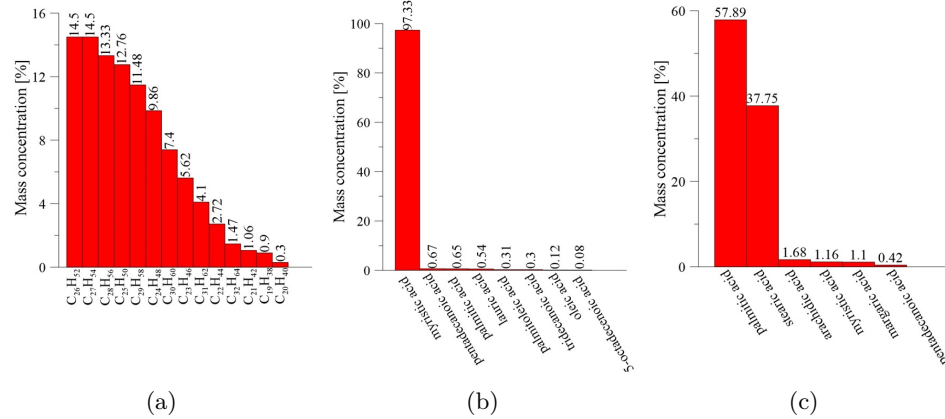 Mass concentration [%]
16
12
8
4
0
14.5
14.5
13.33
12.76
11.48
9.86
7.4
5.62
4.1
2.72
1.47
1.06
0.9
0.3
C₂₆H₅₂
C₂₇H₅₄
C₂₈H₅₆
C₂₅H₅₀
C₂₉H₅₈
C₂₄H₄₈
C₃₀H₆₀
C₂₃H₄₆
C₃₁H₆₂
C₂₂H₄₄
C₃₂H₆₄
C₂₁H₄₂
C₁₉H₃₈
C₂₀H₄₀
(a)
Mass concentration [%]
100
80
60
40
20
0
97.33
0.67
0.65
0.54
0.31
0.3
0.12
0.08
myristic acid
pentadecanoic acid
palmitic acid
lauric acid
palmitoleic acid
tridecanoic acid
oleic acid
5-octadecenoic acid
(b)
Mass concentration [%]
60
40
20
0
57.89
37.75
1.68
1.16
1.1
0.42
palmitic acid
stearic acid
arachidic acid
myristic acid
margaric acid
pentadecanoic acid
(c)